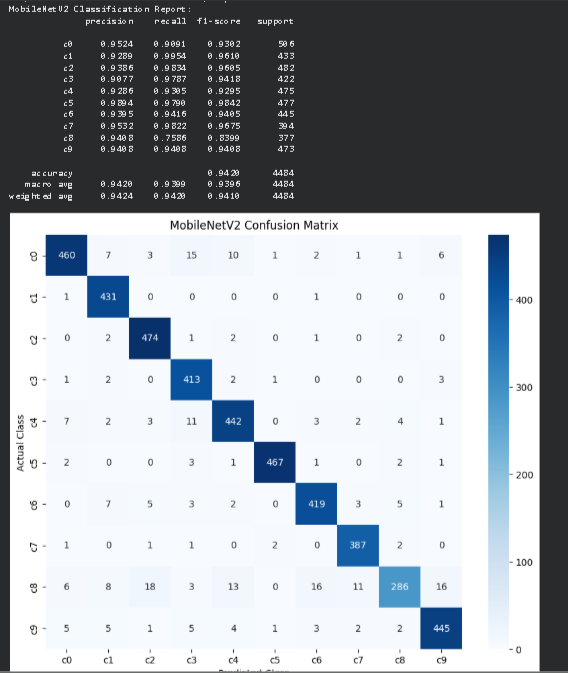 MobileNetV2 Classification Report:
precision recall f1-score support
c0 0.9524 0.9091 0.9302 506
c1 0.9289 0.9954 0.9610 433
c2 0.9386 0.9834 0.9605 482
c3 0.9077 0.9787 0.9418 422
c4 0.9286 0.9305 0.9295 475
c5 0.9894 0.9790 0.9842 477
c6 0.9395 0.9416 0.9405 445
c7 0.9532 0.9822 0.9675 394
c8 0.9408 0.7586 0.8399 377
c9 0.9408 0.9408 0.9408 473
accuracy 0.9420 4484
macro avg 0.9420 0.9399 0.9396 4484
weighted avg 0.9424 0.9420 0.9410 4484
MobileNetV2 Confusion Matrix
c0 460 7 3 15 10 1 2 1 1 6
c1 1 431 0 0 0 0 1 0 0 0
c2 0 2 474 1 2 0 1 0 2 0
c3 1 2 0 413 2 1 0 0 0 3
c4 7 2 3 11 442 0 3 2 4 1
c5 2 0 0 3 1 467 1 0 2 1
c6 0 7 5 3 2 0 419 3 5 1
c7 1 0 1 1 0 2 0 387 2 0
c8 6 8 18 3 13 0 16 11 286 16
c9 5 5 1 5 4 1 3 2 2 445
c0 c1 c2 c3 c4 c5 c6 c7 c8 c9
Actual Class
400
300
200
100
0